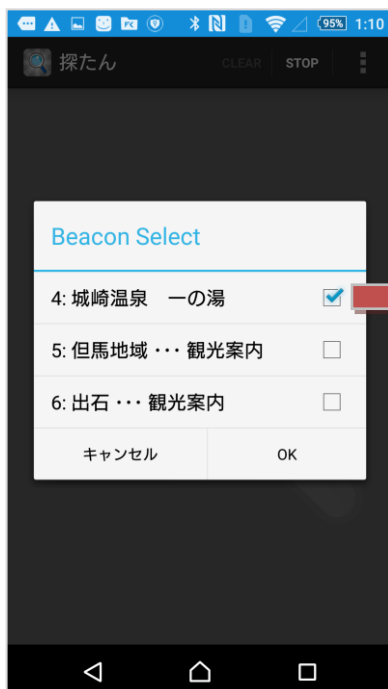 95% 1:10
探たん CLEAR STOP
Beacon Select
4: 城崎温泉　一の湯
5: 但馬地域 ･･･ 観光案内
6: 出石 ･･･ 観光案内
キャンセル OK